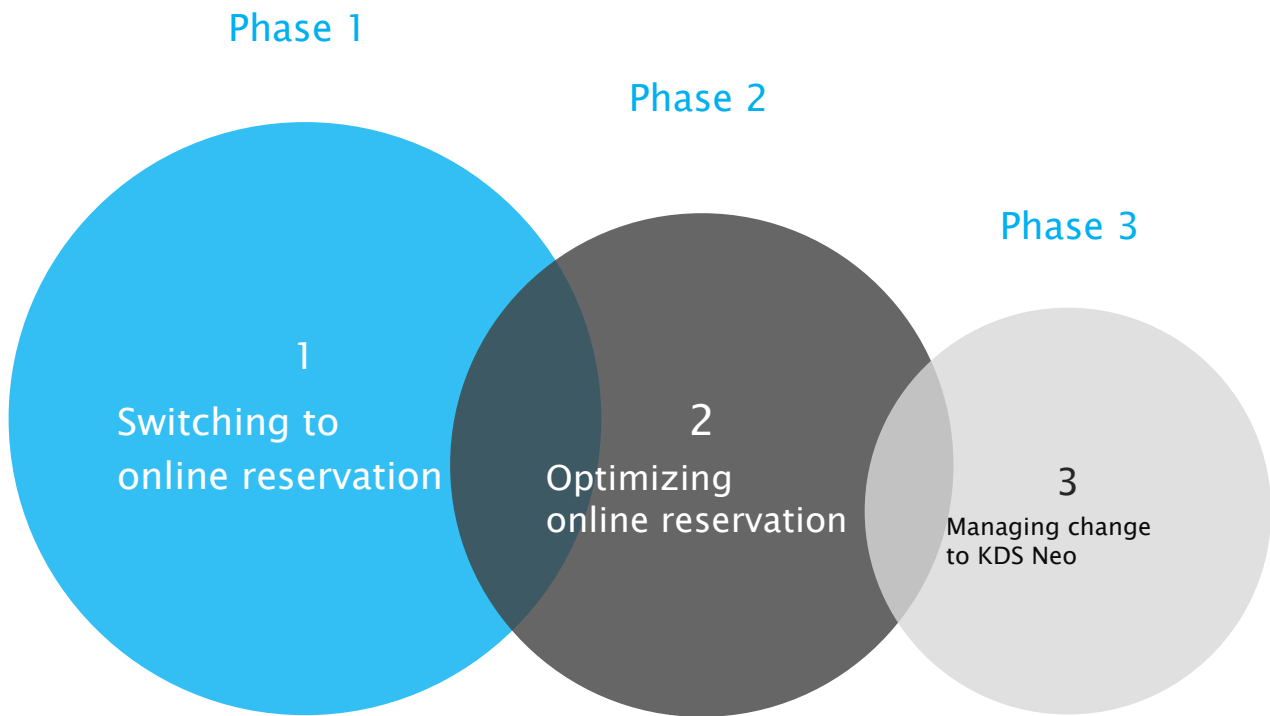 Phase 1
Phase 2
Phase 3
1
Switching to
online reservation
2
Optimizing
online reservation
3
Managing change
to KDS Neo